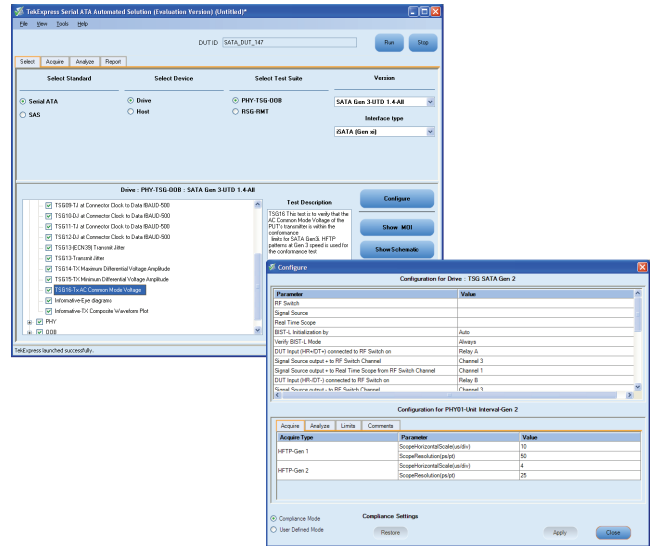 TekExpress Serial ATA Automated Solution (Evaluation Version) (Untitled)*
File View Tools Help
DUT ID SATA_DUT_147 Run Stop
Select Acquire Analyze Report
Select Standard Select Device Select Test Suite Version
Serial ATA Drive PHY-TSG-OOB SATA Gen 3-UTD 1.4-All
SAS Host RSG-RMT Interface type
iSATA (Gen xi)
Drive : PHY-TSG-OOB : SATA Gen 3-UTD 1.4-All
TSG09-TJ at Connector Clock to Data fBAUD-500
TSG10-DJ at Connector Clock to Data fBAUD-500
TSG11-TJ at Connector Clock to Data fBAUD-500
TSG12-DJ at Connector Clock to Data fBAUD-500
TSG13-(ECN39) Transmit Jitter
TSG13-Transmit Jitter
TSG14-TX Maximum Differential Voltage Amplitude
TSG15-TX Minimum Differential Voltage Amplitude
TSG16-Tx AC Common Mode Voltage
Informative-Eye diagrams
Informative-TX Composite Waveform Plot
PHY
OOB
Test Description
TSG16 This test is to verify that the
AC Common Mode Voltage of the
PUT's transmitter is within the
conformance
limits for SATA Gen3i. HFTP
patterns at Gen 3 speed is used for
the conformance test
Configure
Show MOI
Show Schematic
TekExpress launched successfully.
Configure
Configuration for Drive : TSG SATA Gen 2
Parameter Value
RF Switch
Signal Source
Real Time Scope
BIST-L Initialization by Auto
Verify BIST-L Mode Always
DUT Input (HR+/DT+) connected to RF Switch on Relay A
Signal Source output + to RF Switch Channel Channel 3
Signal Source output + to Real Time Scope from RF Switch Channel Channel 1
DUT Input (HR-/DT-) connected to RF Switch on Relay B
Signal Source output - to RF Switch Channel Channel 3
Configuration for PHY01-Unit Interval-Gen 2
Acquire Analyze Limits Comments
Acquire Type Parameter Value
HFTP-Gen 1 ScopeHorizontalScale(us/div) 10
ScopeResolution(ps/pt) 50
HFTP-Gen 2 ScopeHorizontalScale(us/div) 4
ScopeResolution(ps/pt) 25
Compliance Mode Compliance Settings
User Defined Mode Restore Apply Close